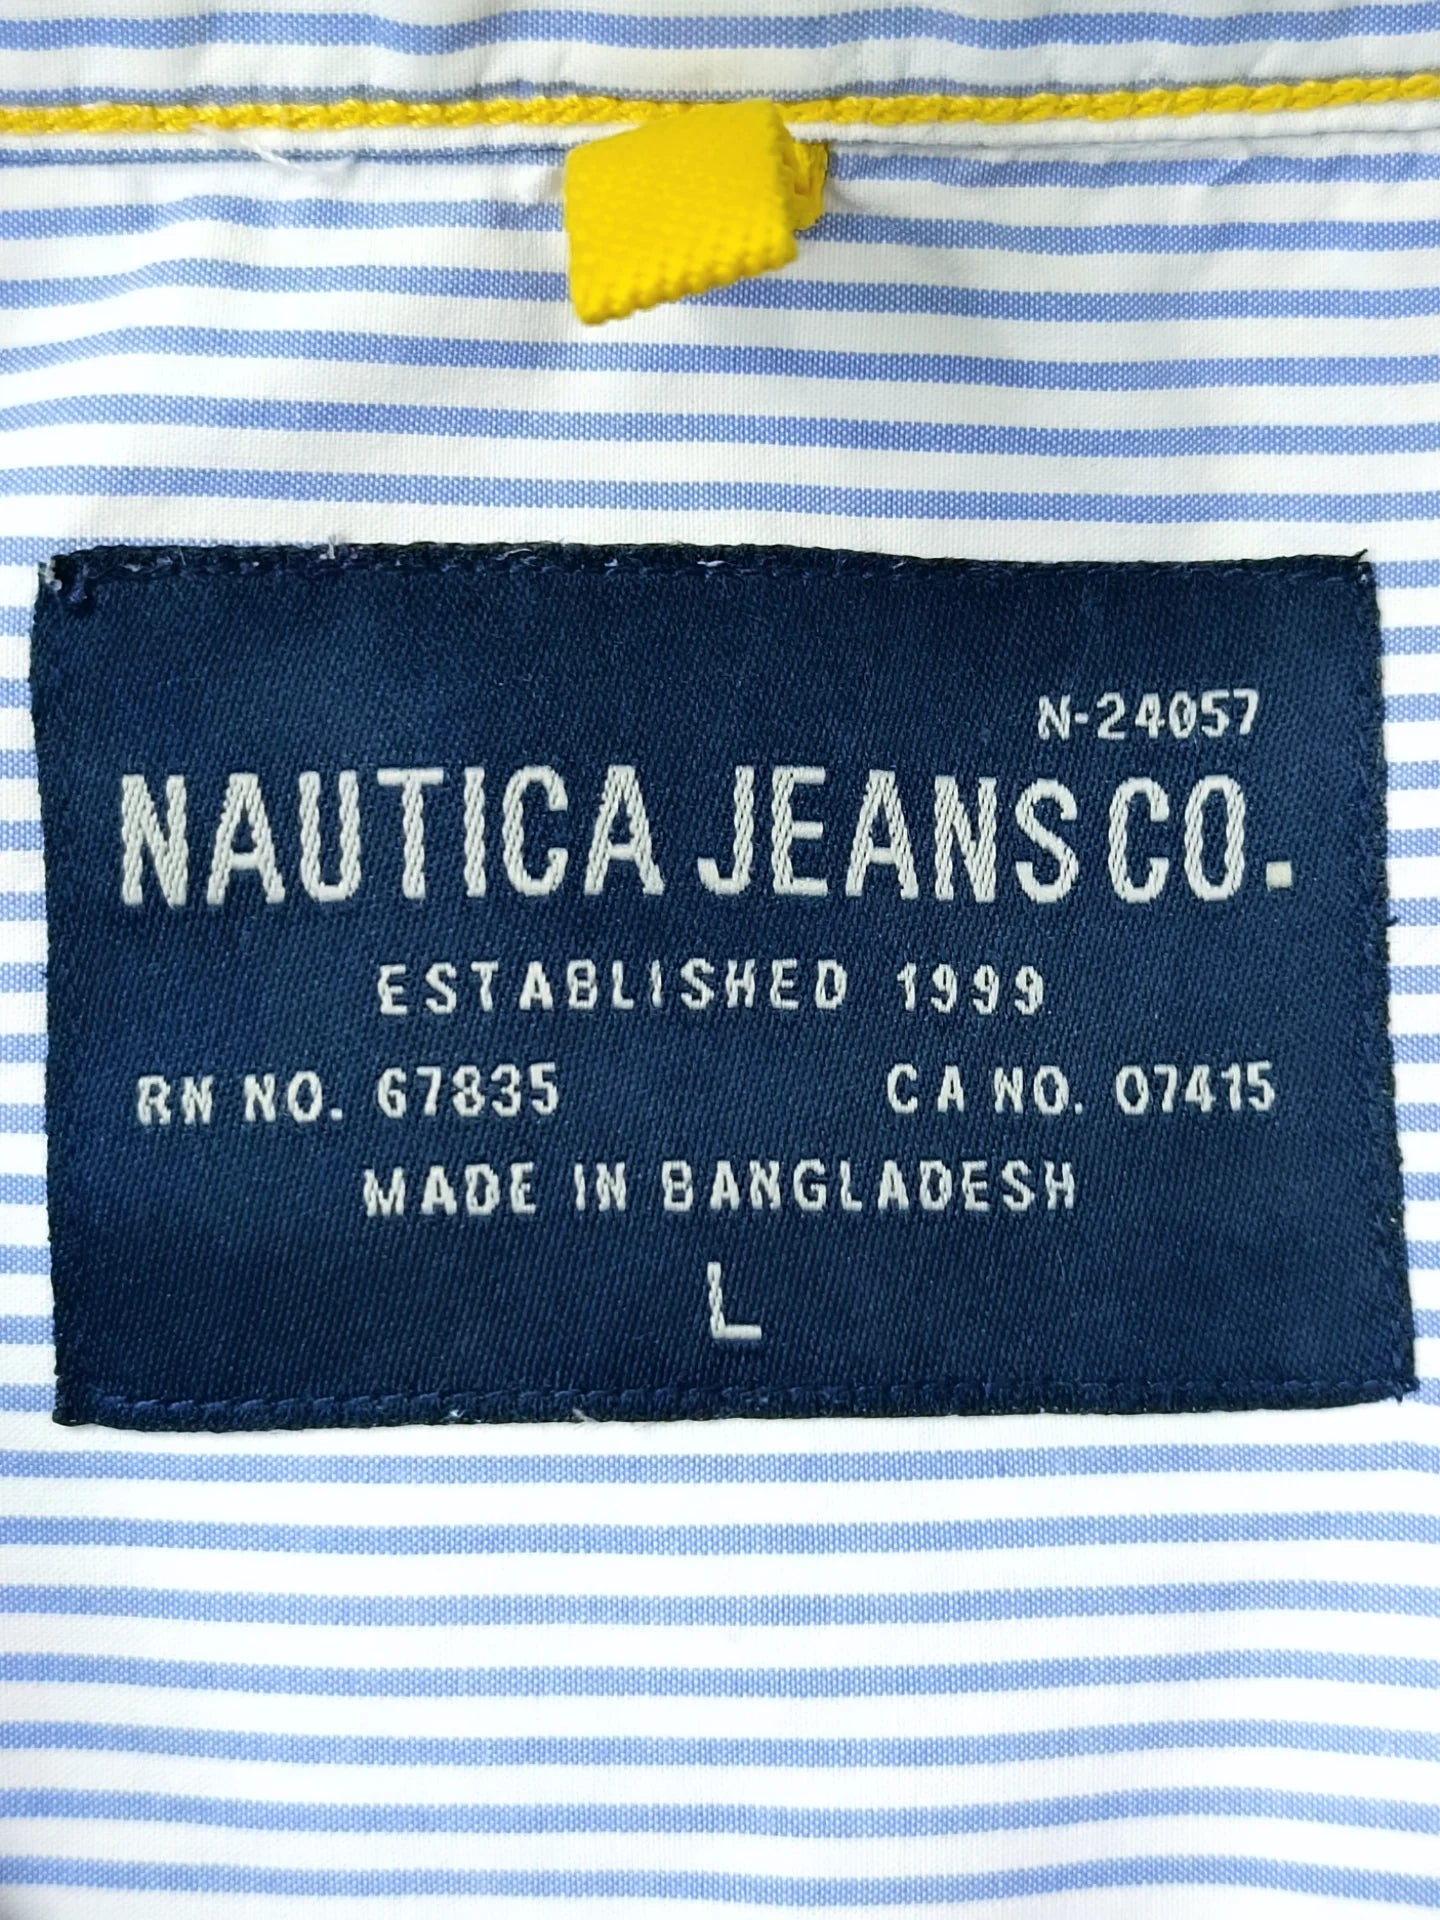 N-24057
NAUTICA JEANS CO.
ESTABLISHED 1999
RN NO. 67835 CA NO. 07415
MADE IN BANGLADESH
L